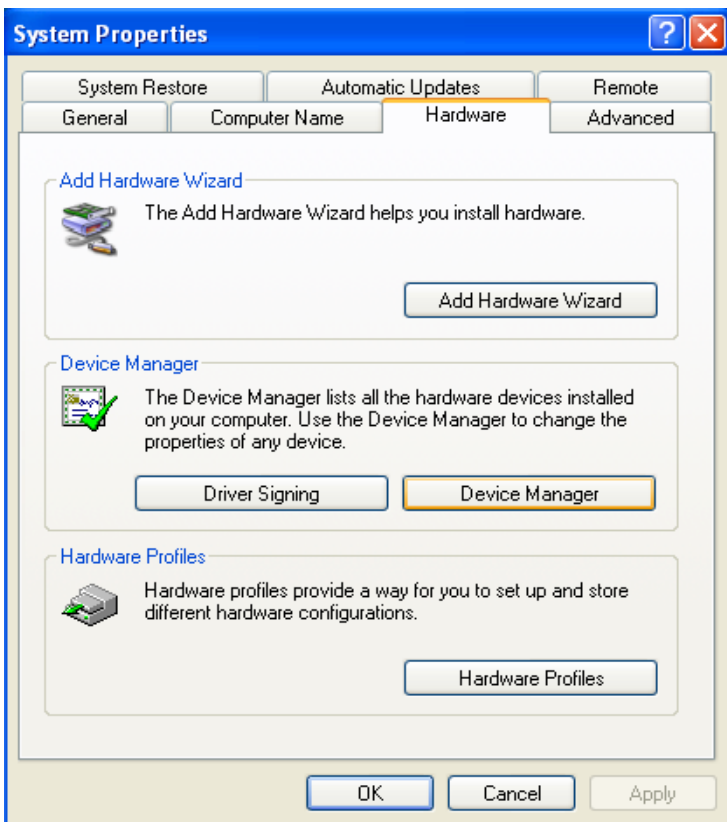 System Properties
?
X
System Restore
Automatic Updates
Remote
General
Computer Name
Hardware
Advanced
Add Hardware Wizard
The Add Hardware Wizard helps you install hardware.
Add Hardware Wizard
Device Manager
The Device Manager lists all the hardware devices installed
on your computer. Use the Device Manager to change the
properties of any device.
Driver Signing
Device Manager
Hardware Profiles
Hardware profiles provide a way for you to set up and store
different hardware configurations.
Hardware Profiles
OK
Cancel
Apply